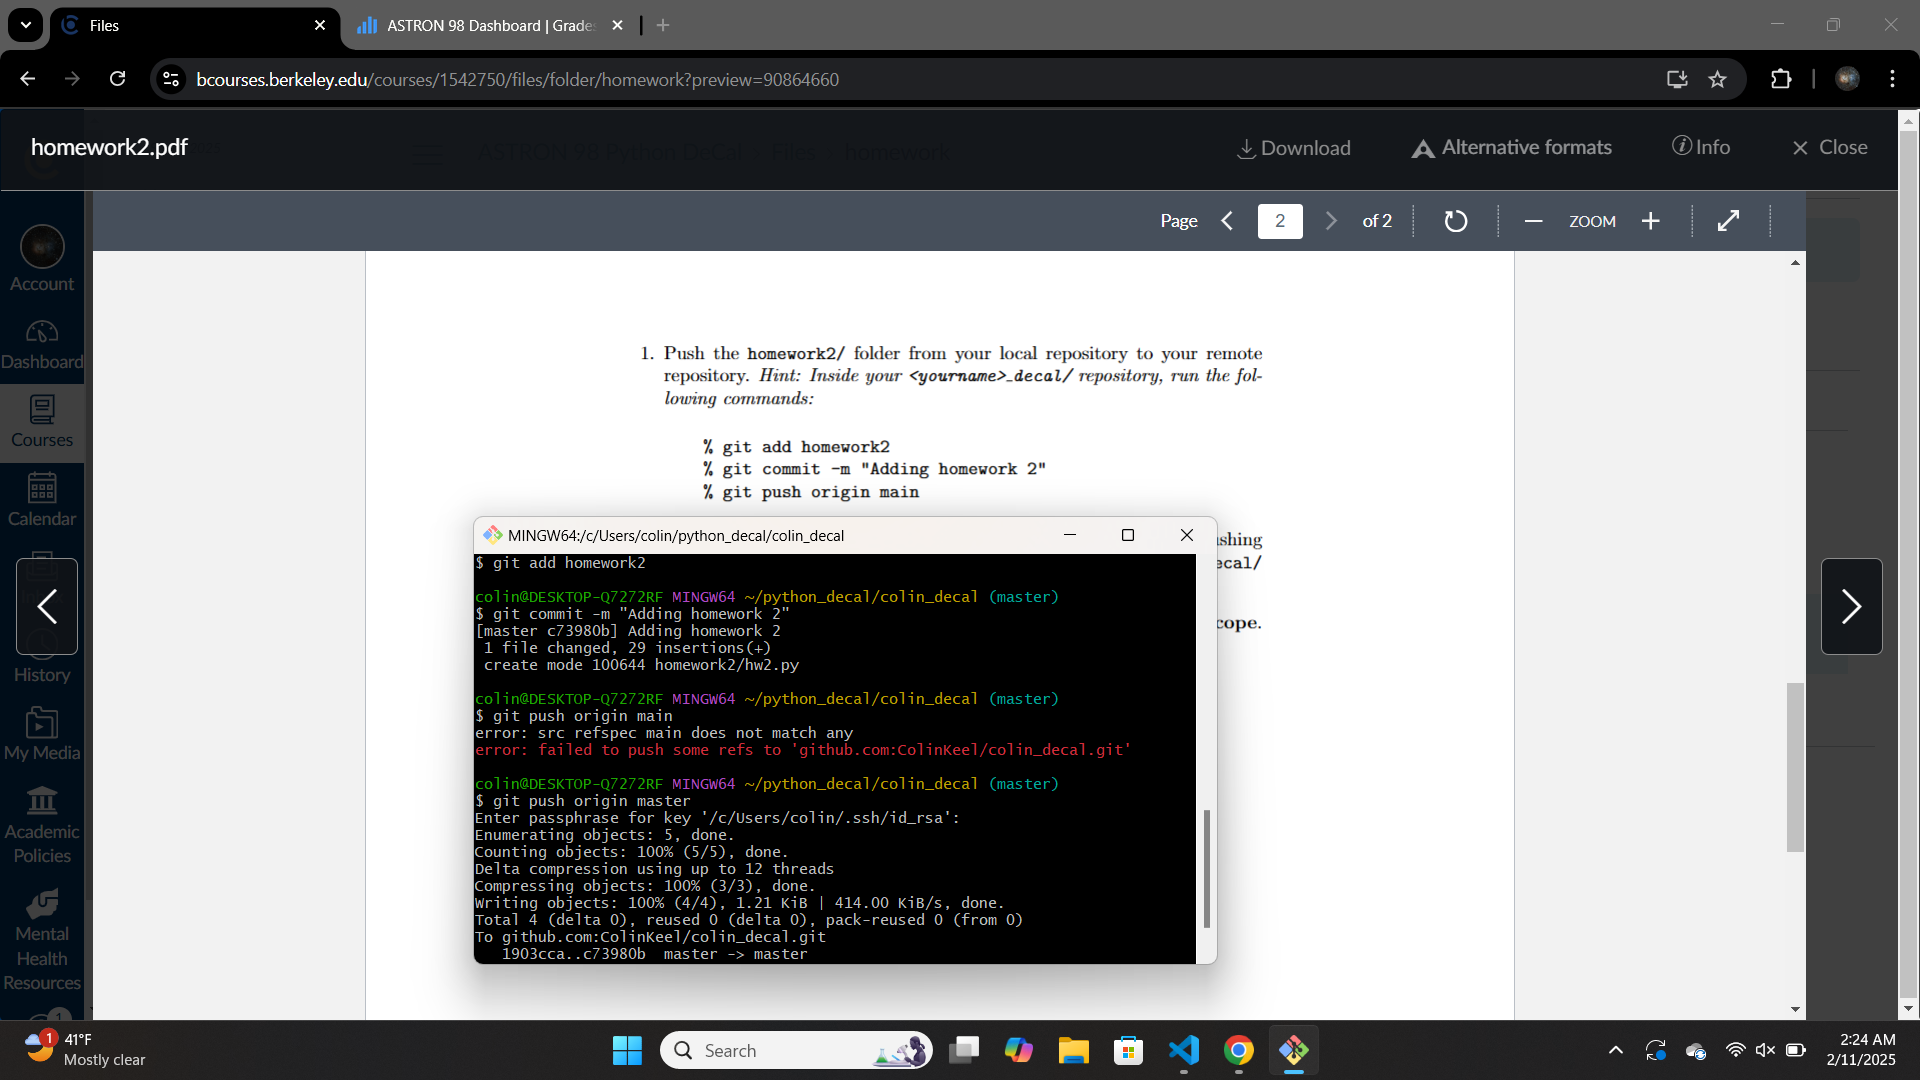 Files
ASTRON 98 Dashboard | Grades
bcourses.berkeley.edu/courses/1542750/files/folder/homework?preview=90864660
homework2.pdf
ASTRON 98 Python DeCal
Files
homework
Download
Alternative formats
Info
Close
Page
2
of 2
ZOOM
Account
Dashboard
Courses
Calendar
History
My Media
Academic
Policies
Mental
Health
Resources
1
1. Push the homework2/ folder from your local repository to your remote
repository. Hint: Inside your <yourname>_decal/ repository, run the fol-
lowing commands:
% git add homework2
% git commit -m "Adding homework 2"
% git push origin main
shing
ecal/
cope.
MINGW64:/c/Users/colin/python_decal/colin_decal
$ git add homework2
colin@DESKTOP-Q7272RF MINGW64 ~/python_decal/colin_decal (master)
$ git commit -m "Adding homework 2"
[master c73980b] Adding homework 2
1 file changed, 29 insertions(+)
create mode 100644 homework2/hw2.py
colin@DESKTOP-Q7272RF MINGW64 ~/python_decal/colin_decal (master)
$ git push origin main
error: src refspec main does not match any
error: failed to push some refs to 'github.com:ColinKeel/colin_decal.git'
colin@DESKTOP-Q7272RF MINGW64 ~/python_decal/colin_decal (master)
$ git push origin master
Enter passphrase for key '/c/Users/colin/.ssh/id_rsa':
Enumerating objects: 5, done.
Counting objects: 100% (5/5), done.
Delta compression using up to 12 threads
Compressing objects: 100% (3/3), done.
Writing objects: 100% (4/4), 1.21 KiB | 414.00 KiB/s, done.
Total 4 (delta 0), reused 0 (delta 0), pack-reused 0 (from 0)
To github.com:ColinKeel/colin_decal.git
1903cca..c73980b  master -> master
1
41°F
Mostly clear
Search
2:24 AM
2/11/2025